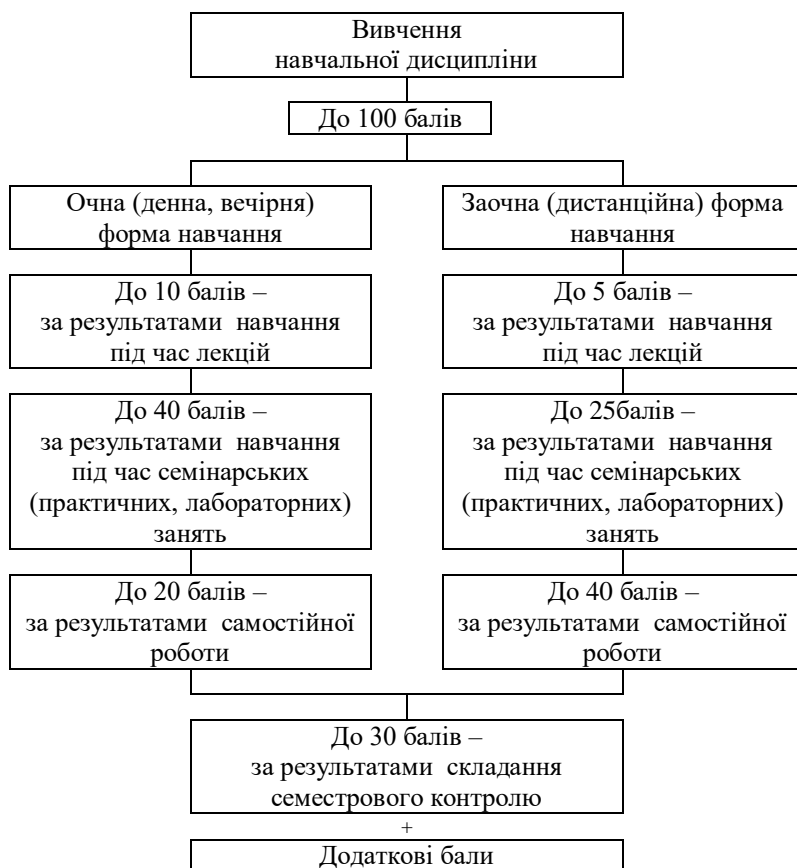 Вивчення
навчальної дисципліни
До 100 балів
Очна (денна, вечірня)
форма навчання
До 10 балів –
за результатами навчання
під час лекцій
До 40 балів –
за результатами навчання
під час семінарських
(практичних, лабораторних)
занять
До 20 балів –
за результатами самостійної
роботи
Заочна (дистанційна) форма
навчання
До 5 балів –
за результатами навчання
під час лекцій
До 25балів –
за результатами навчання
під час семінарських
(практичних, лабораторних)
занять
До 40 балів –
за результатами самостійної
роботи
До 30 балів –
за результатами складання
семестрового контролю
+
Додаткові бали